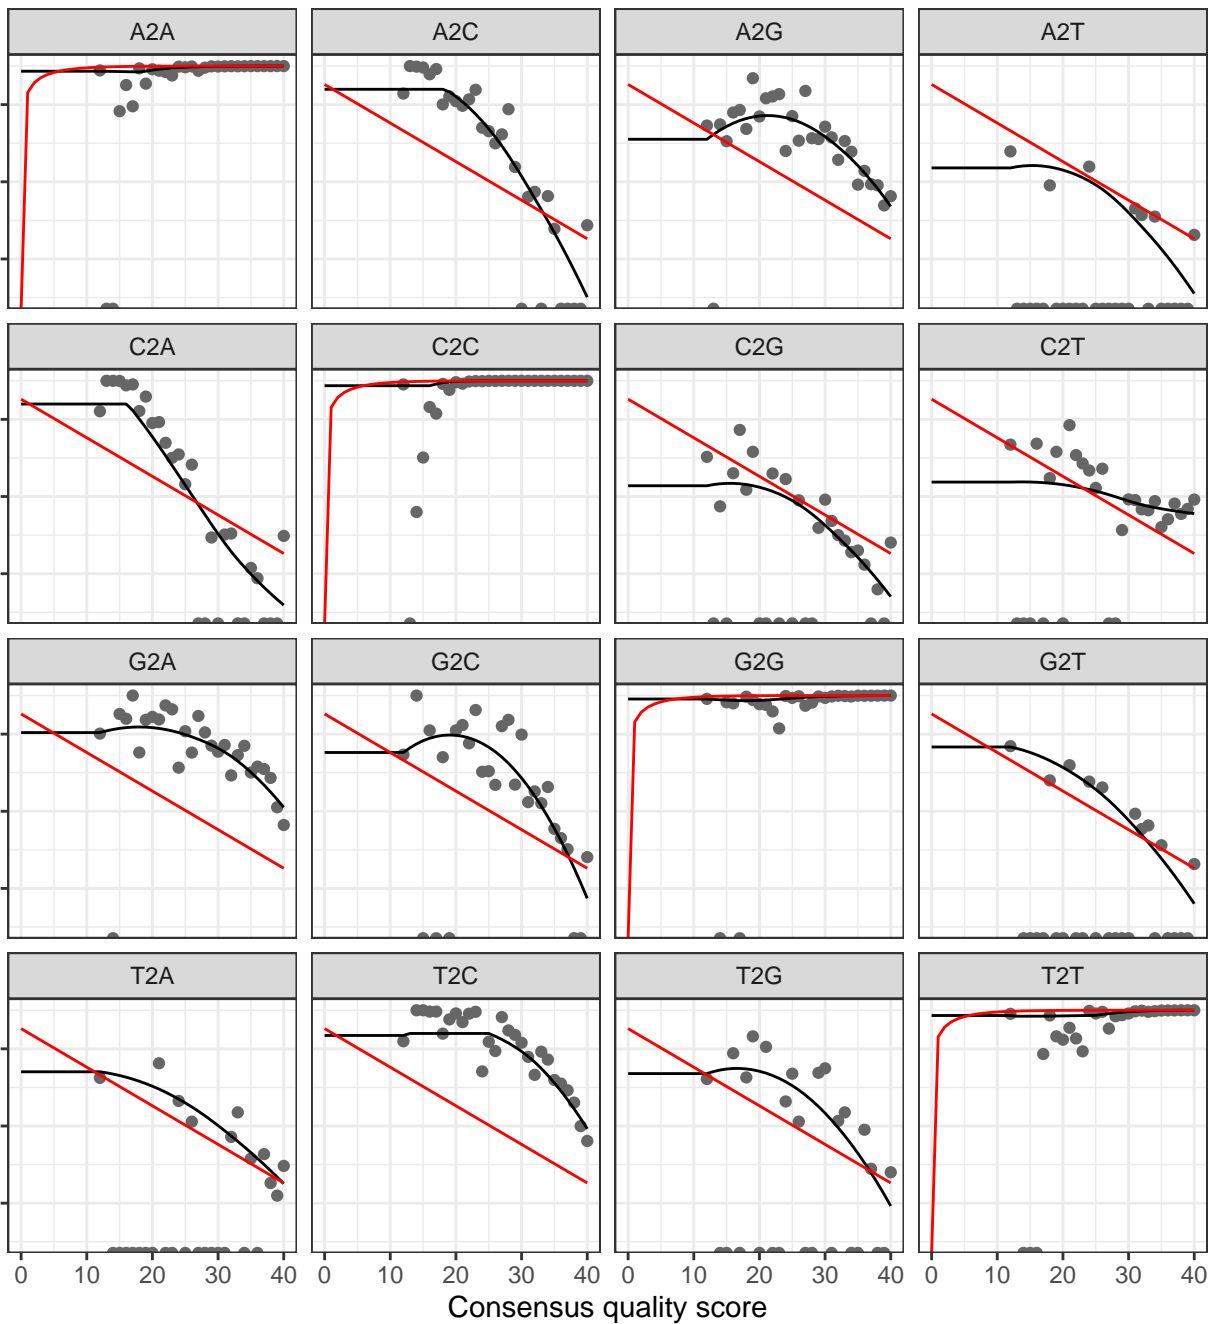 A2A A2C A2G A2T
C2A C2C C2G C2T
G2A G2C G2G G2T
T2A T2C T2G T2T
0 10 20 30 40 0 10 20 30 40 0 10 20 30 40 0 10 20 30 40
Consensus quality score